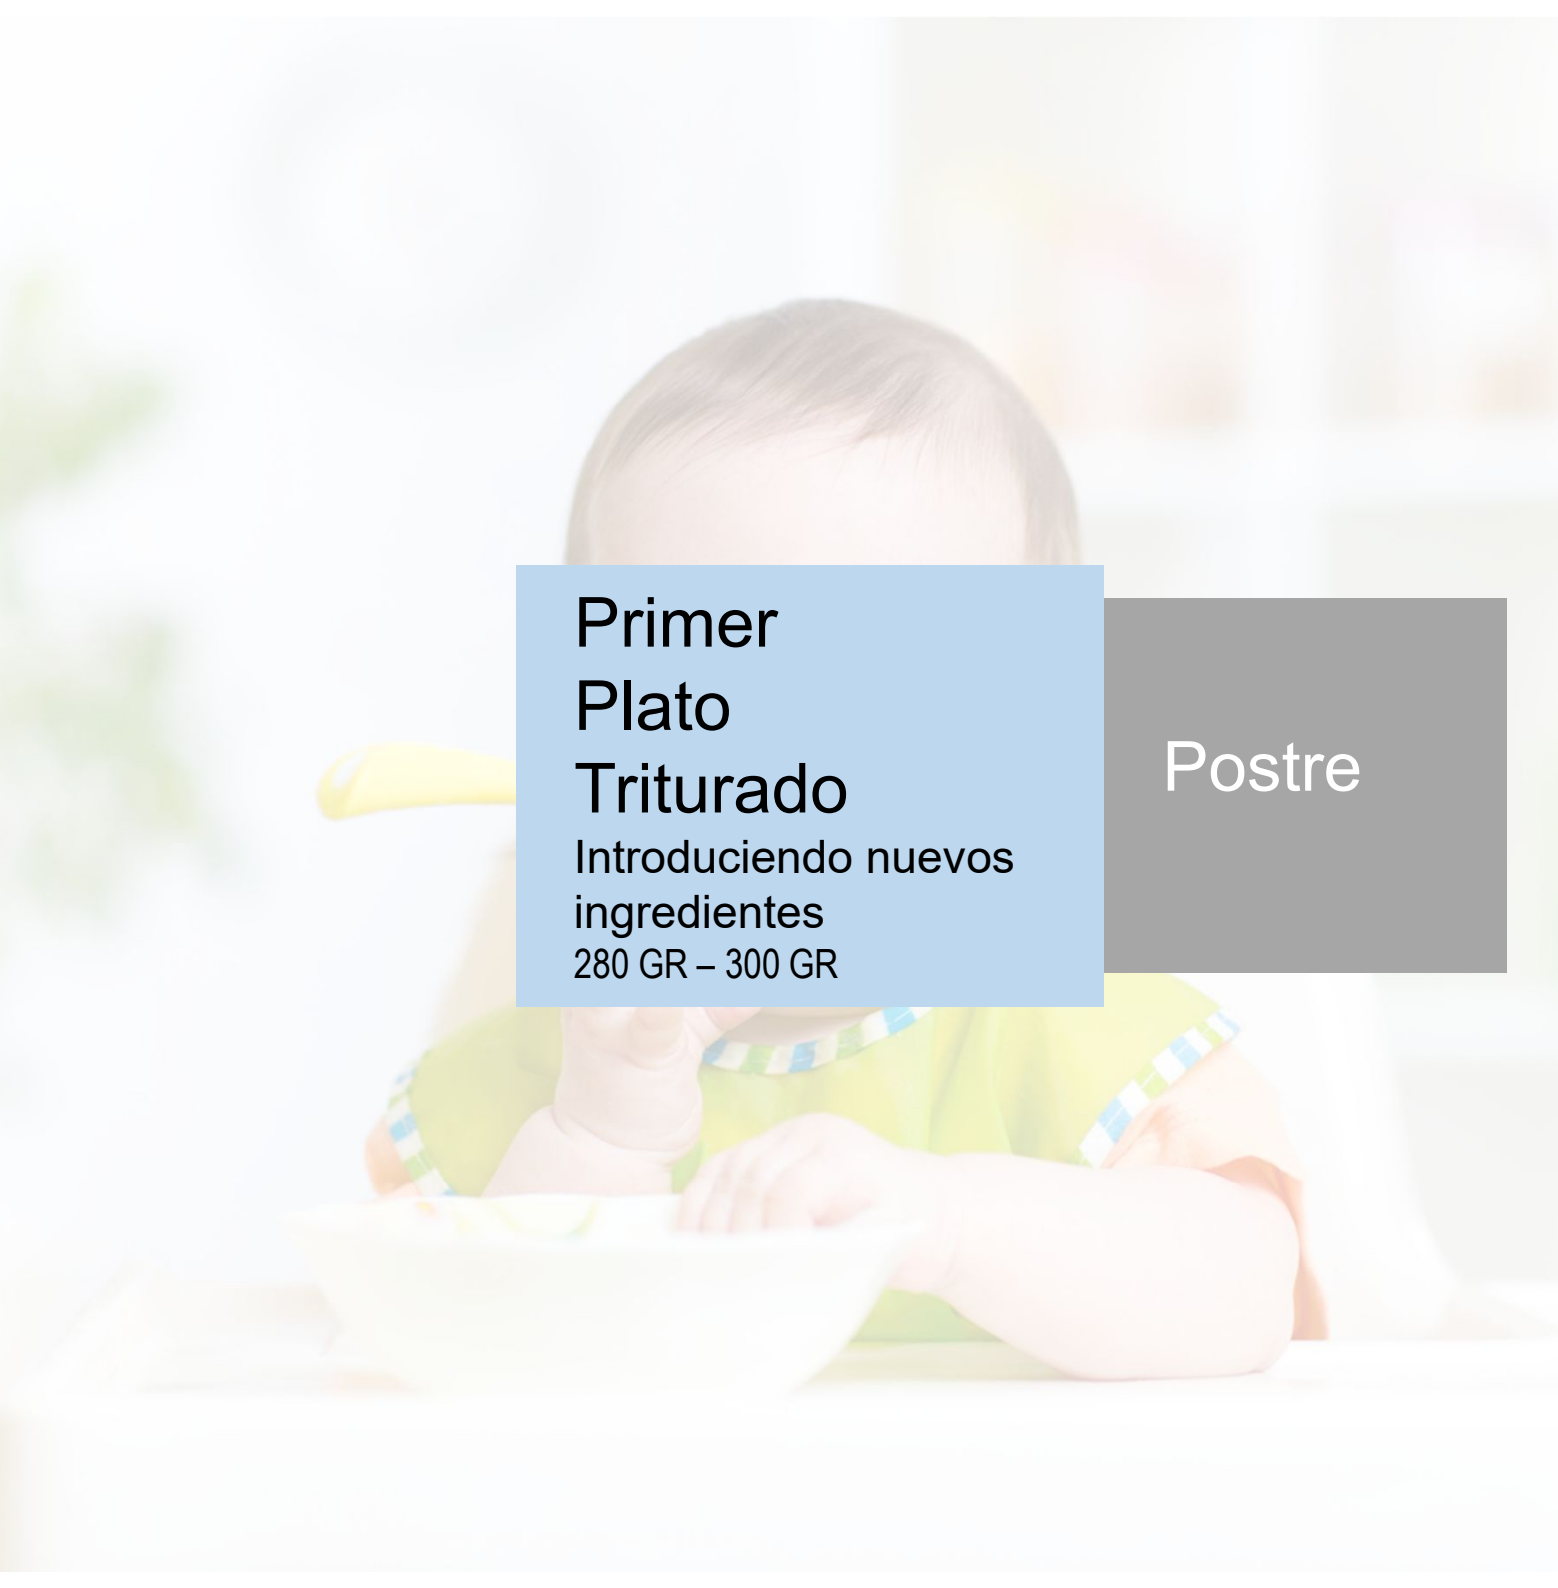 Primer
Plato
Triturado
Introduciendo nuevos
ingredientes
280 GR – 300 GR
Postre